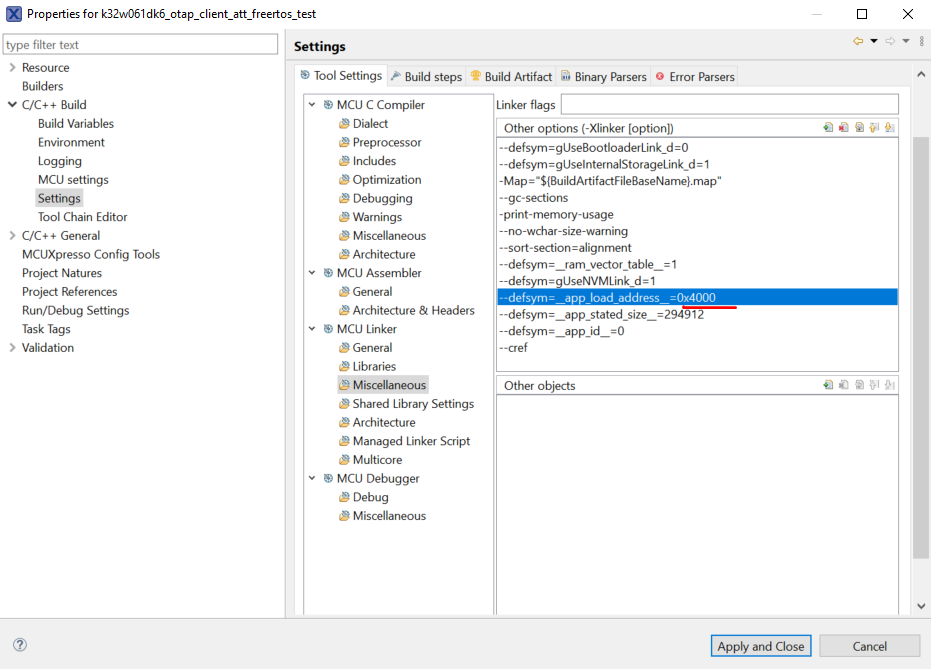 Properties for k32w061dk6_otap_client_att_freertos_test
type filter text
Resource
Builders
C/C++ Build
Build Variables
Environment
Logging
MCU settings
Settings
Tool Chain Editor
C/C++ General
MCUXpresso Config Tools
Project Natures
Project References
Run/Debug Settings
Task Tags
Validation
Settings
Tool Settings
Build steps
Build Artifact
Binary Parsers
Error Parsers
MCU C Compiler
Dialect
Preprocessor
Includes
Optimization
Debugging
Warnings
Miscellaneous
Architecture
MCU Assembler
General
Architecture & Headers
MCU Linker
General
Libraries
Miscellaneous
Shared Library Settings
Architecture
Managed Linker Script
Multicore
MCU Debugger
Debug
Miscellaneous
Linker flags
Other options (-Xlinker [option])
--defsym=gUseBootloaderLink_d=0
--defsym=gUseInternalStorageLink_d=1
-Map="${BuildArtifactFileBaseName}.map"
--gc-sections
-print-memory-usage
--no-wchar-size-warning
--sort-section=alignment
--defsym=__ram_vector_table__=1
--defsym=gUseNVMLink_d=1
--defsym=__app_load_address__=0x4000
--defsym=__app_stated_size__=294912
--defsym=__app_id__=0
--cref
Other objects
Apply and Close
Cancel